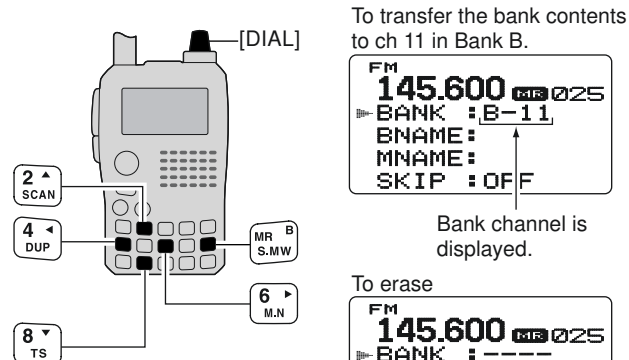 [DIAL]
2 ▲
SCAN
4 ◄
DUP
MR B
S.MW
6 ►
M.N
8 ▼
TS
To transfer the bank contents
to ch 11 in Bank B.
FM
145.600 MR 025
BANK :B-11
BNAME:
MNAME:
SKIP :OFF
Bank channel is
displayed.
To erase
FM
145.600 MR 025
BANK :----